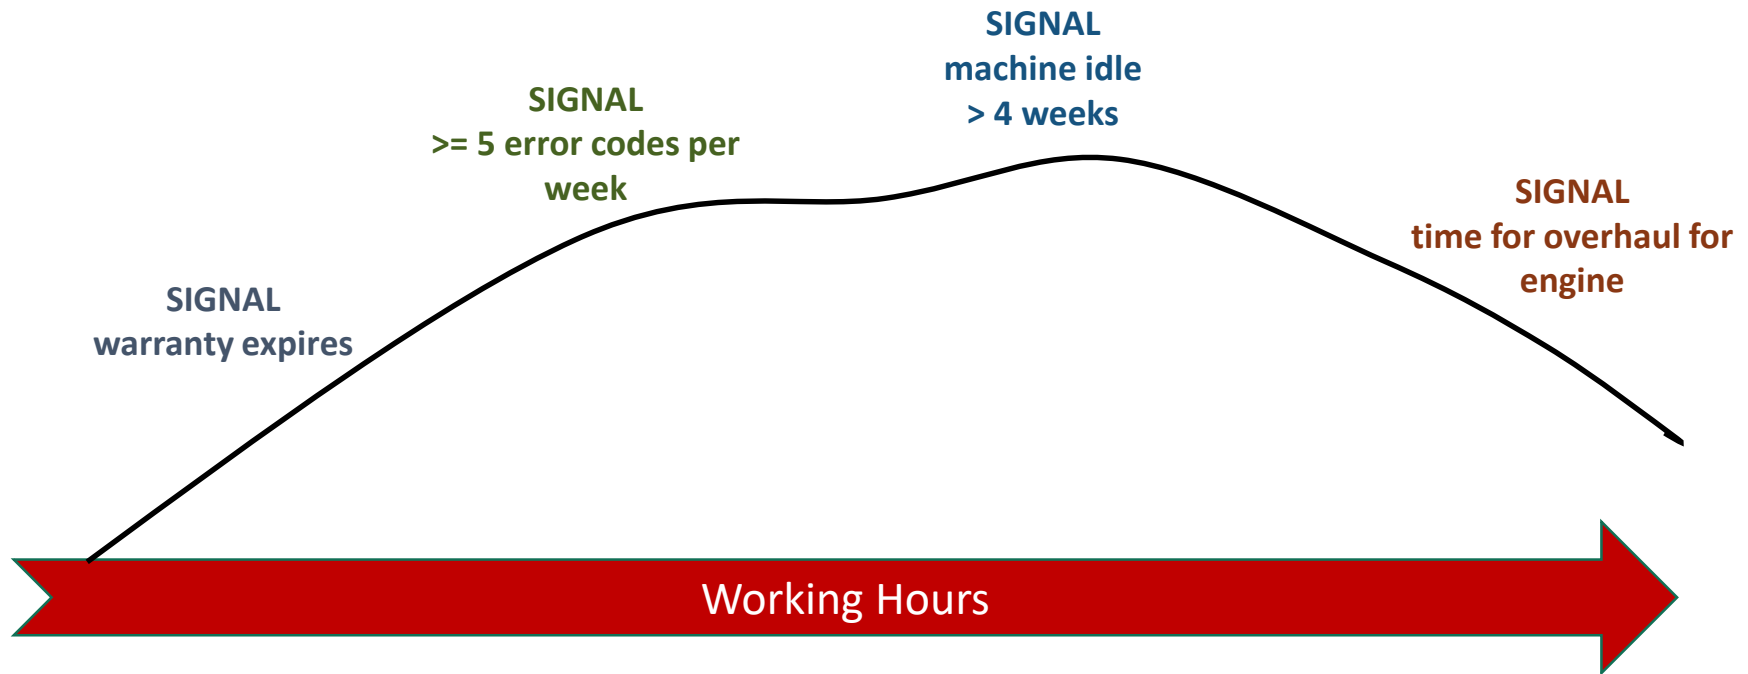 SIGNAL
warranty expires
SIGNAL
>= 5 error codes per
week
SIGNAL
machine idle
> 4 weeks
SIGNAL
time for overhaul for
engine
Working Hours